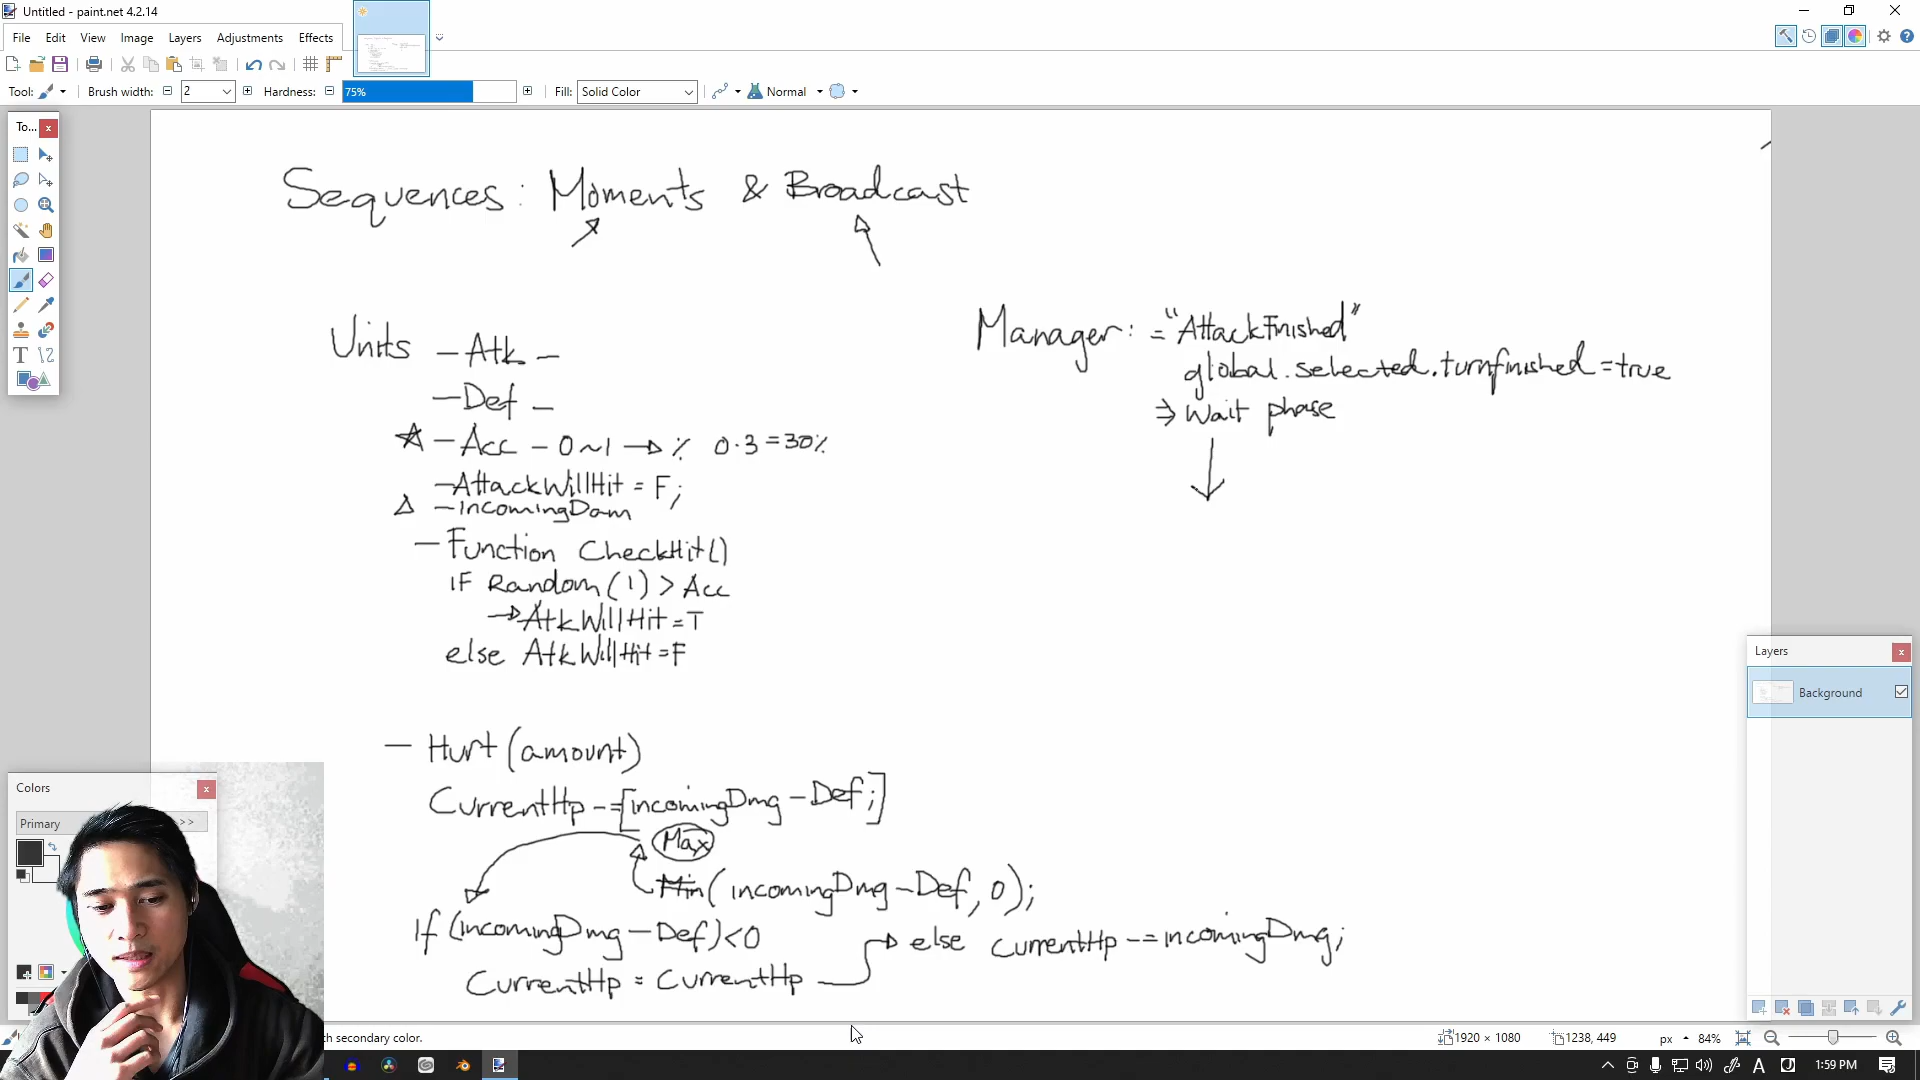 Untitled - paint.net 4.2.14
File Edit View Image Layers Adjustments Effects
Tool: Brush width: 2 Hardness: 75% Fill: Solid Color Normal
To...
Sequences: Moments & Broadcast
Units - Atk -
- Def -
- Acc - 0~1 → % 0.3 = 30%
- AttackWillHit = F;
- incomingDam
- Function CheckHit()
IF Random(1) > Acc
→ AtkWillHit = T
else AtkWillHit = F
- Hurt (amount)
CurrentHp -= [incomingDmg - Def;]
Max
Min (incomingDmg - Def, 0);
If (incomingDmg - Def) < 0
CurrentHp = CurrentHp
else currentHp -= incomingDmg;
Manager: = "AttackFinished"
global.selected.turnfinished = true
⇒ Wait phase
Layers
Background
Colors
Primary
>>
th secondary color.
1920 × 1080
1238, 449
px
84%
A
1:59 PM